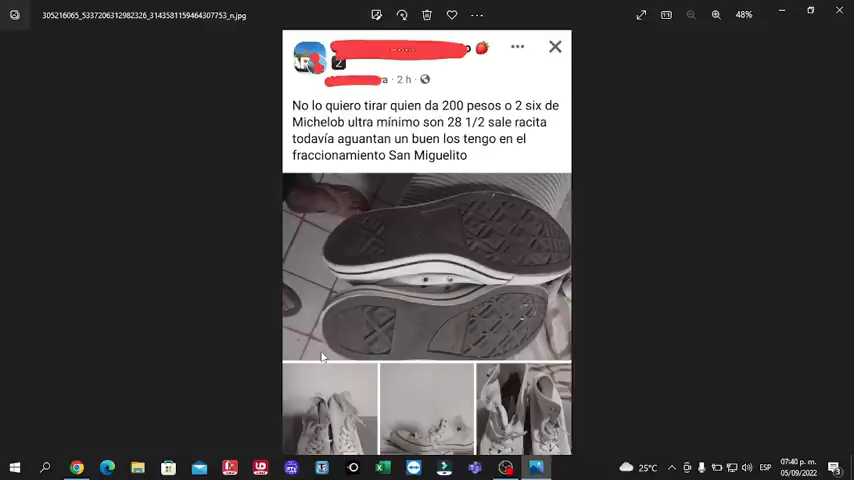 305216065_5337206312982326_3143581159464307753_n.jpg
48%
2
2 h
No lo quiero tirar quien da 200 pesos o 2 six de
Michelob ultra mínimo son 28 1/2 sale racita
todavía aguantan un buen los tengo en el
fraccionamiento San Miguelito
25°C
ESP
07:40 p. m.
05/09/2022